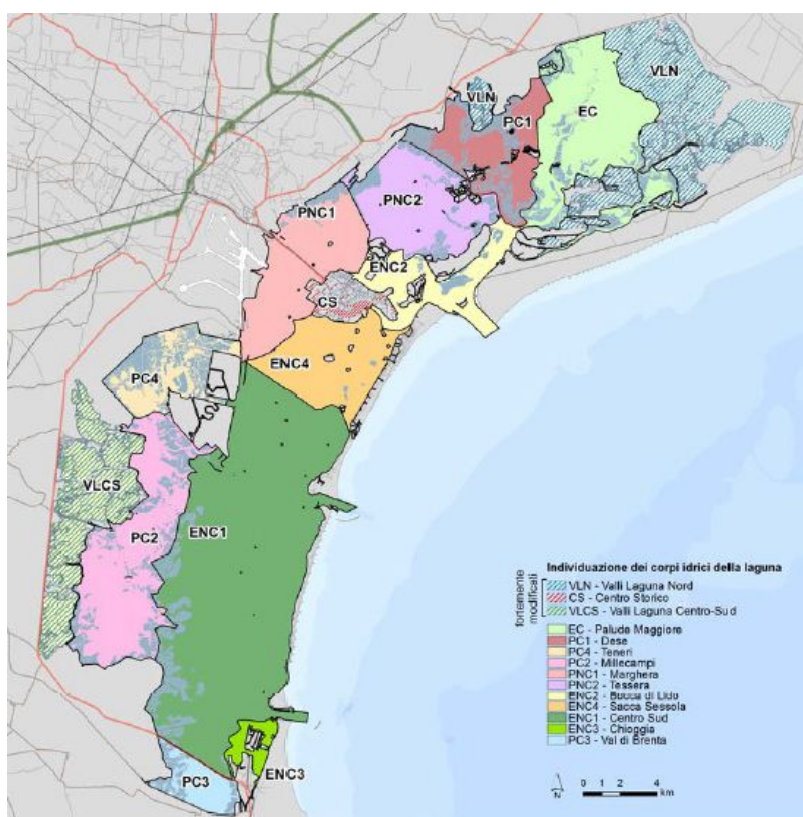 VLN
VLN
PC1
EC
PNC2
PNC1
ENC2
CS
ENC4
PC4
VLCS
PC2
ENC1
PC3
ENC3
Individuazione dei corpi idrici della laguna
fortemente
modificati
VLN - Valli Laguna Nord
CS - Centro Storico
VLCS - Valli Laguna Centro-Sud
EC - Palude Maggiore
PC1 - Dese
PC4 - Teneri
PC2 - Millecampi
PNC1 - Marghera
PNC2 - Tessera
ENC2 - Bocca di Lido
ENC4 - Sacca Sessola
ENC1 - Centro Sud
ENC3 - Chioggia
PC3 - Val di Brenta
N
0 1 2 4
km